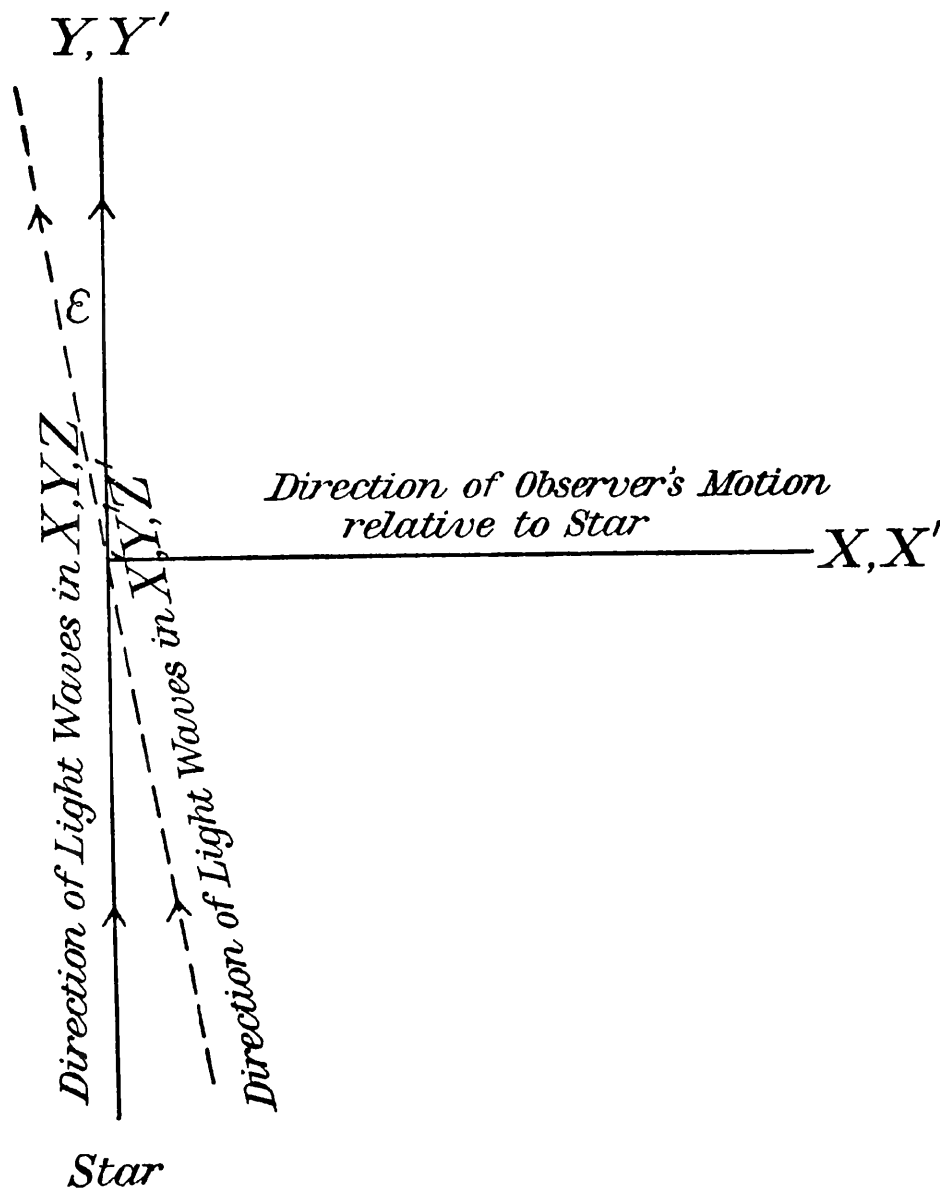 Y, Y′
ε
Direction of Light Waves in X,Y,Z
Direction of Light Waves in X′,Y′,Z′
Direction of Observer's Motion
relative to Star
X,X′
Star